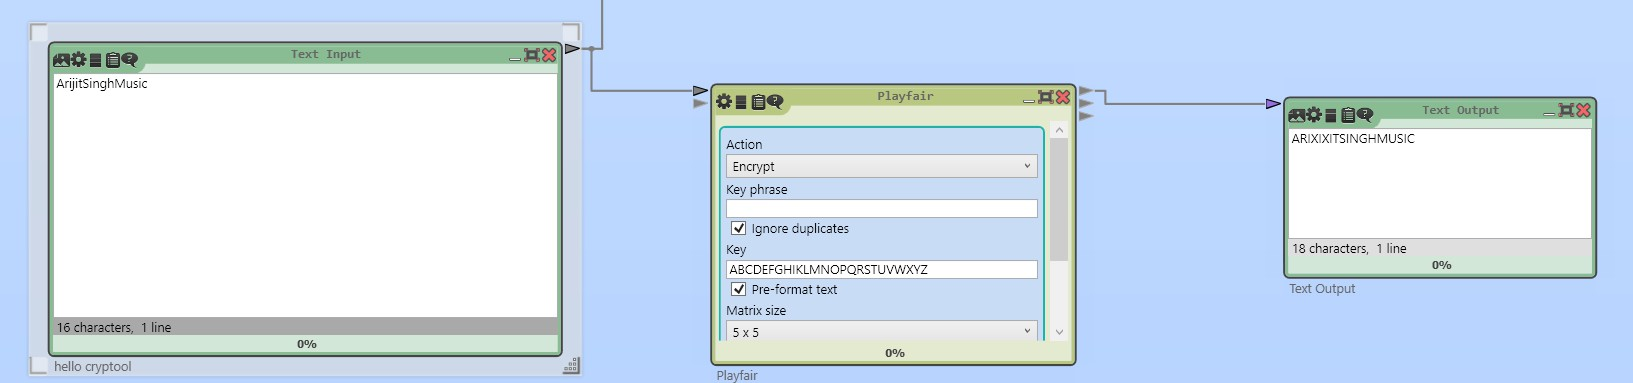 Text Input
ArijitSinghMusic
16 characters, 1 line
0%
hello cryptool
Playfair
Action
Encrypt
Key phrase
Ignore duplicates
Key
ABCDEFGHIKLMNOPQRSTUVWXYZ
Pre-format text
Matrix size
5 x 5
0%
Playfair
Text Output
ARIXIXITSINGHMUSIC
18 characters, 1 line
0%
Text Output